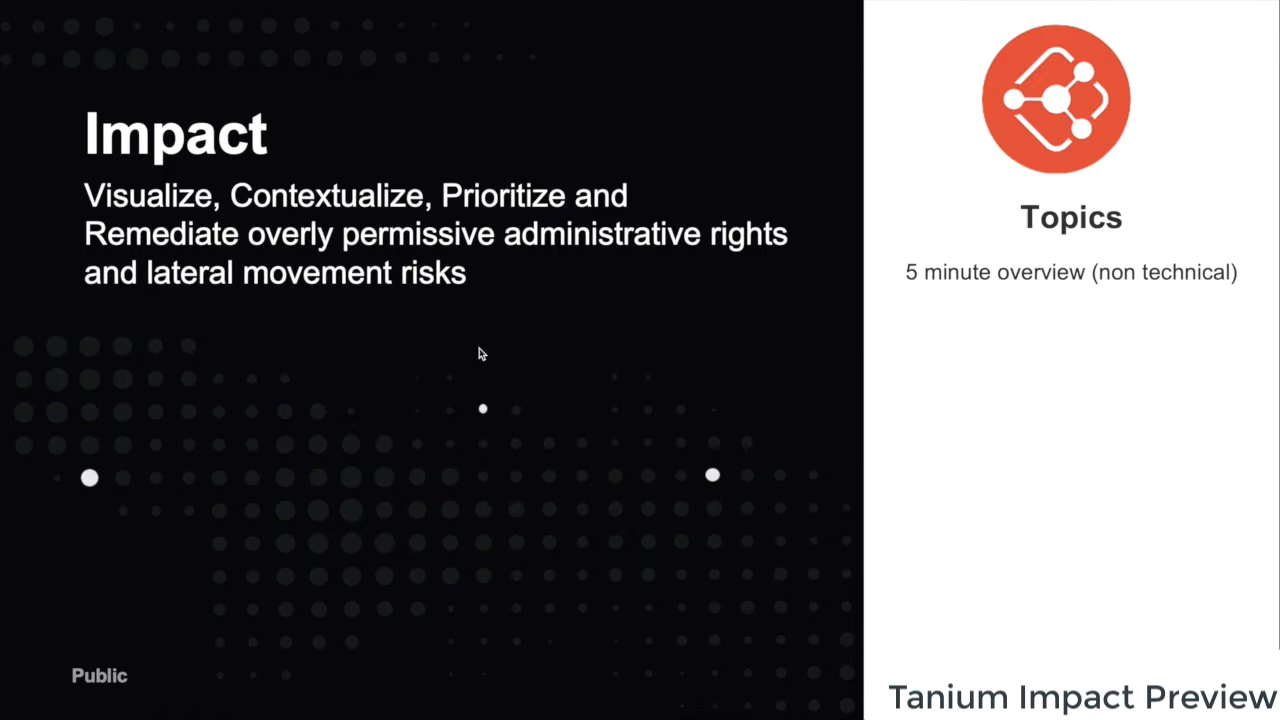 Impact
Visualize, Contextualize, Prioritize and
Remediate overly permissive administrative rights
and lateral movement risks
Public
Topics
5 minute overview (non technical)
Tanium Impact Preview